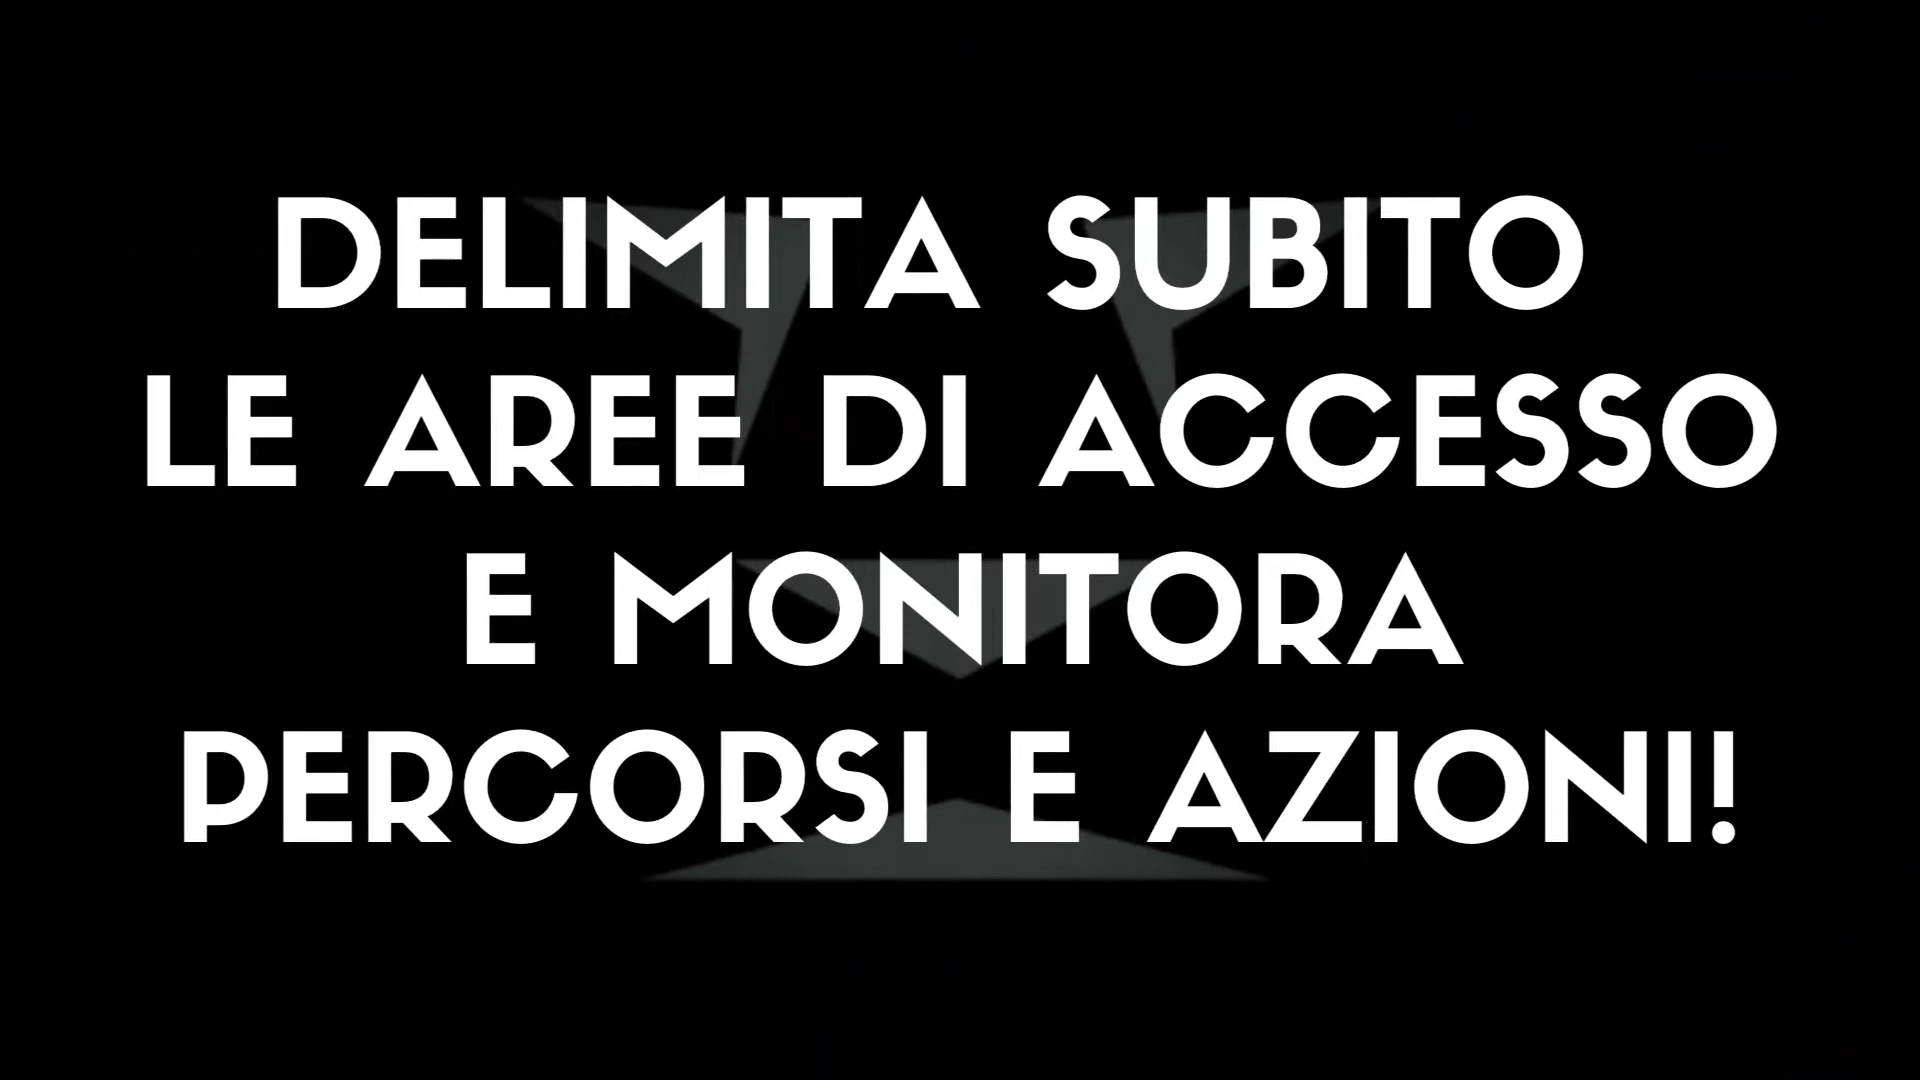 DELIMITA SUBITO
LE AREE DI ACCESSO
E MONITORA
PERCORSI E AZIONI!